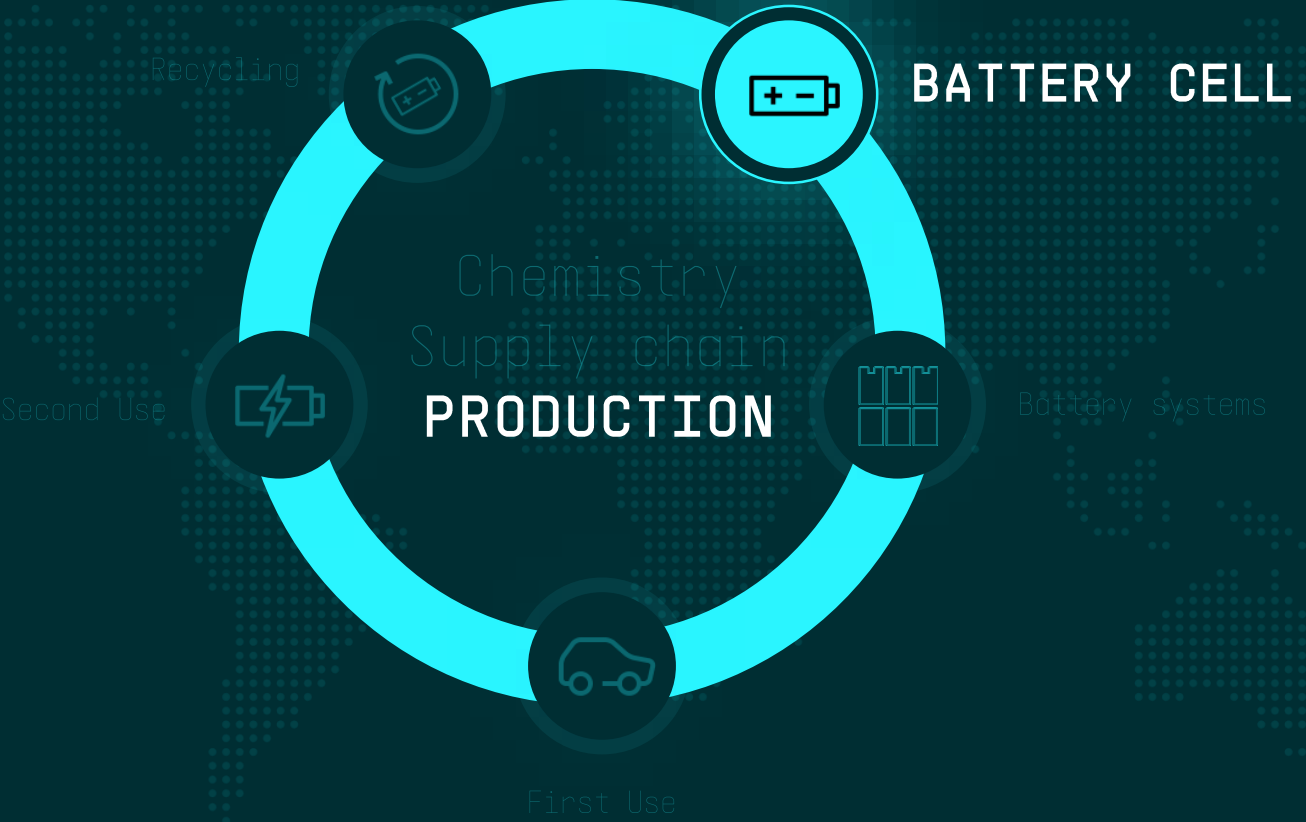 Recycling
BATTERY CELL
Chemistry
Supply chain
PRODUCTION
Second Use
Battery systems
First Use